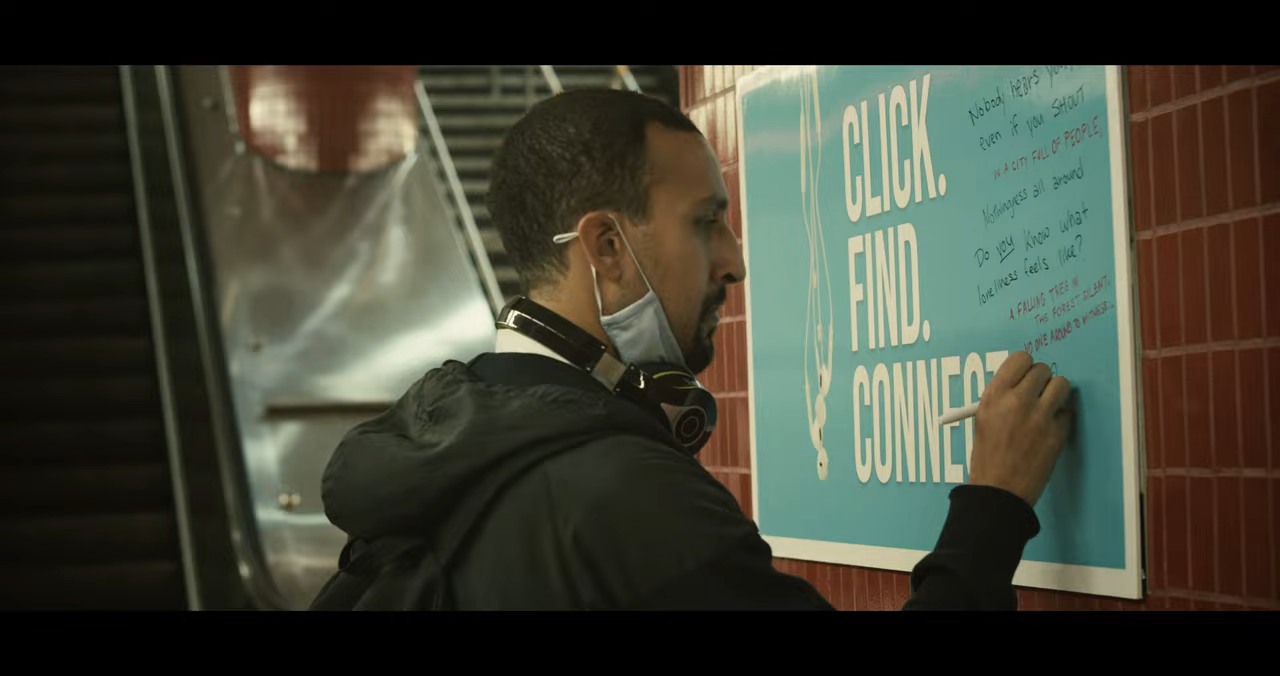 CLICK.
FIND.
CONNECT
Nobody hears you,
even if you SHOUT
IN A CITY FULL OF PEOPLE,
Nothingness all around
Do you know what
loneliness feels like?
A FALLING TREE IN
THE FOREST. SILENT.
NO ONE AROUND TO WITNESS...